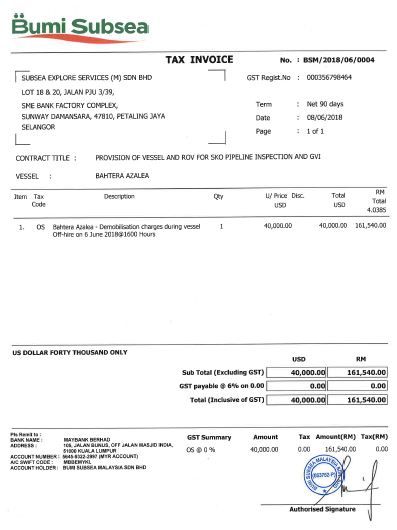 Bumi Subsea
TAX INVOICE
No. : BSM/2018/06/0004
SUBSEA EXPLORE SERVICES (M) SDN BHD
LOT 18 & 20, JALAN PJU 3/39,
SME BANK FACTORY COMPLEX,
SUNWAY DAMANSARA, 47810, PETALING JAYA
SELANGOR
GST Regist.No : 000356798464
Term : Net 90 days
Date : 08/06/2018
Page : 1 of 1
CONTRACT TITLE : PROVISION OF VESSEL AND ROV FOR SKO PIPELINE INSPECTION AND GVI
VESSEL : BAHTERA AZALEA
Item Tax Code Description Qty U/ Price Disc. USD Total USD RM Total 4.0385
1. OS Bahtera Azalea - Demobilisation charges during vessel 1 40,000.00 40,000.00 161,540.00
Off-hire on 6 June 2018@1600 Hours
US DOLLAR FORTY THOUSAND ONLY
USD RM
Sub Total (Excluding GST) 40,000.00 161,540.00
GST payable @ 6% on 0.00 0.00 0.00
Total (Inclusive of GST) 40,000.00 161,540.00
Pls Remit to :
BANK NAME : MAYBANK BERHAD
ADDRESS : 105, JALAN BUNUS, OFF JALAN MASJID INDIA,
51000 KUALA LUMPUR
ACCOUNT NUMBER : 5645-0322-2997 (MYR ACCOUNT)
A/C SWIFT CODE : MBBEMYKL
ACCOUNT HOLDER : BUMI SUBSEA MALAYSIA SDN BHD
GST Summary Amount Tax Amount(RM) Tax(RM)
OS @ 0 % 40,000.00 0.00 161,540.00 0.00
BUMI SUBSEA MALAYSIA
Authorised Signature